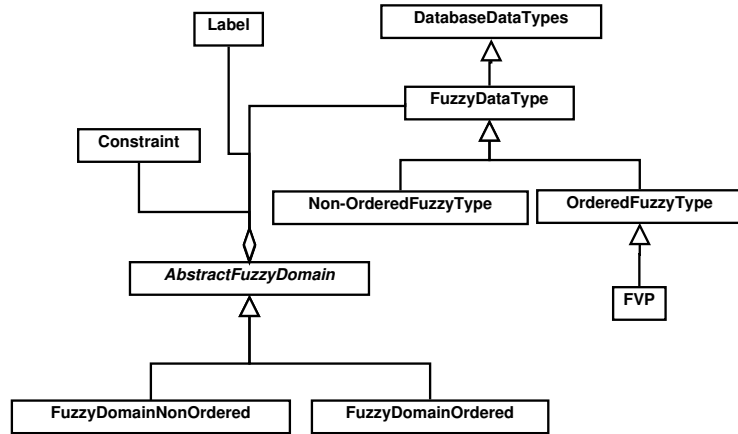 DatabaseDataTypes
Label
FuzzyDataType
Constraint
Non-OrderedFuzzyType
OrderedFuzzyType
AbstractFuzzyDomain
FVP
FuzzyDomainNonOrdered
FuzzyDomainOrdered